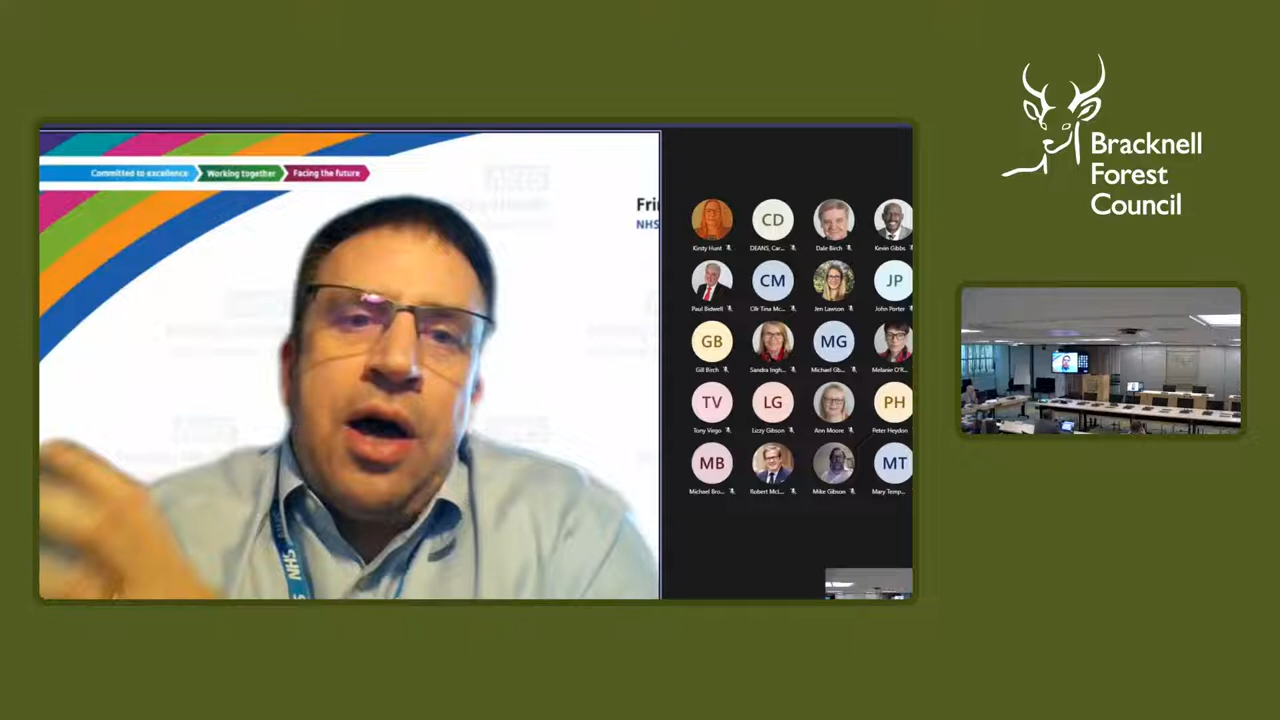 Committed to excellence Working together Facing the future
Fri
NHS
NHS
Kirsty Hunt
CD
DEANS, Car...
Dale Birch
Kevin Gibbs
Paul Bidwell
CM
Cllr Tina Mc...
Jen Lawson
JP
John Porter
GB
Gill Birch
Sandra Ingh...
MG
Michael Gb...
Melanie O'R...
TV
Tony Virgo
LG
Lizzy Gibson
Ann Moore
PH
Peter Heydon
MB
Michael Bro...
Robert McL...
Mike Gibson
MT
Mary Temp...
Bracknell
Forest
Council